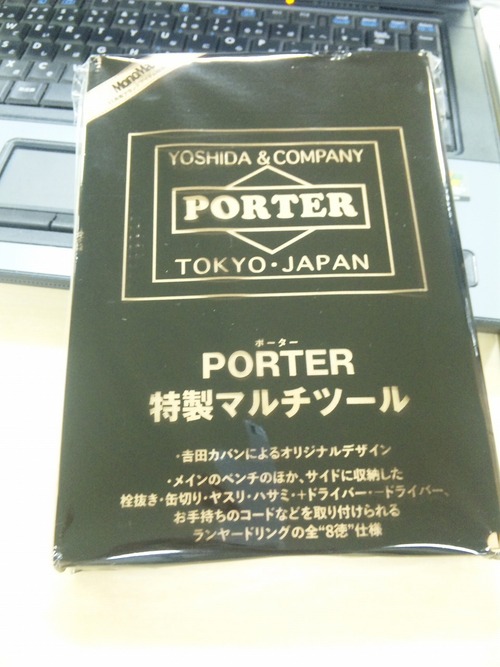 MonoMa
YOSHIDA & COMPANY
PORTER
TOKYO・JAPAN
ポーター
PORTER
特製マルチツール
・吉田カバンによるオリジナルデザイン
・メインのペンチのほか、サイドに収納した
栓抜き・缶切り・ヤスリ・ハサミ・+ドライバー・−ドライバー、
お手持ちのコードなどを取り付けられる
ランヤードリングの全“8徳”仕様